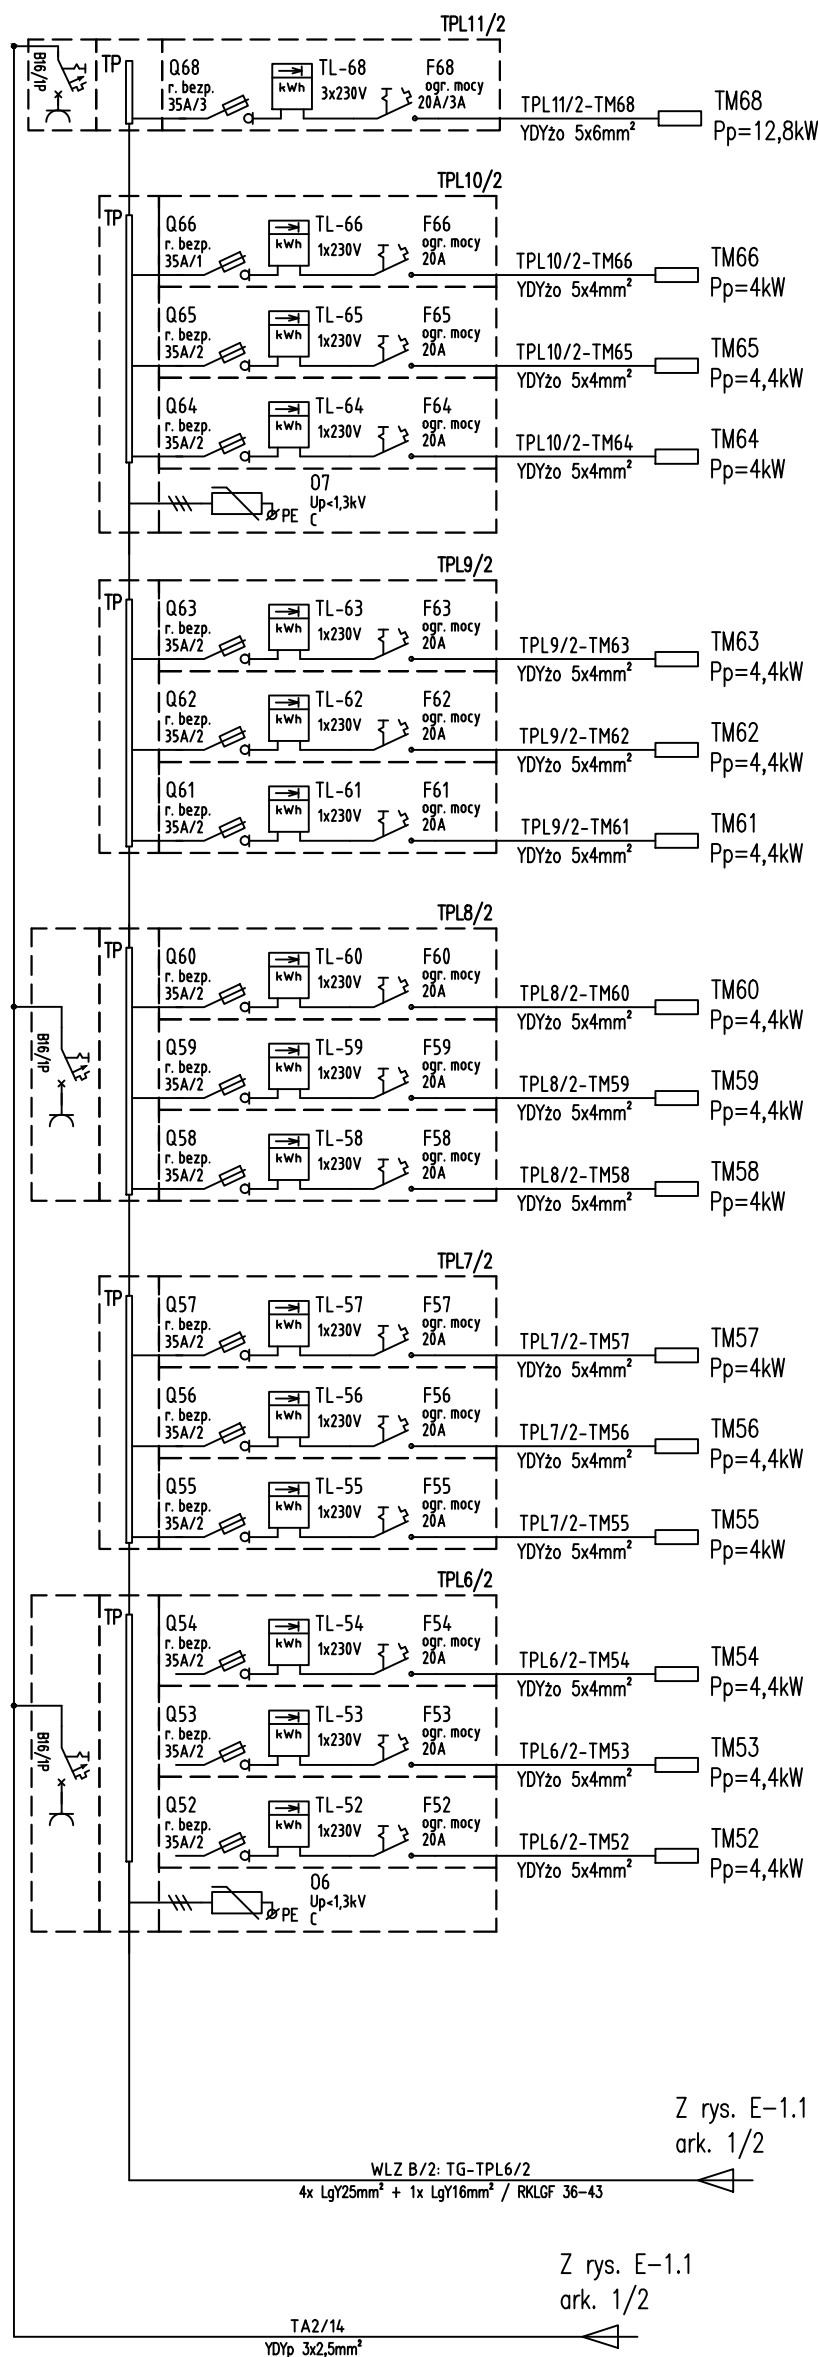 TPL11/2
B16/1P
TP
Q68
r. bezp.
35A/3
kWh
TL-68
3x230V
F68
ogr. mocy
20A/3A
TPL11/2-TM68
YDYżo 5x6mm²
TM68
Pp=12,8kW
TPL10/2
TP
Q66
r. bezp.
35A/1
kWh
TL-66
1x230V
F66
ogr. mocy
20A
TPL10/2-TM66
YDYżo 5x4mm²
TM66
Pp=4kW
Q65
r. bezp.
35A/2
kWh
TL-65
1x230V
F65
ogr. mocy
20A
TPL10/2-TM65
YDYżo 5x4mm²
TM65
Pp=4,4kW
Q64
r. bezp.
35A/2
kWh
TL-64
1x230V
F64
ogr. mocy
20A
TPL10/2-TM64
YDYżo 5x4mm²
TM64
Pp=4kW
O7
Up<1,3kV
C
PE
TPL9/2
TP
Q63
r. bezp.
35A/2
kWh
TL-63
1x230V
F63
ogr. mocy
20A
TPL9/2-TM63
YDYżo 5x4mm²
TM63
Pp=4,4kW
Q62
r. bezp.
35A/2
kWh
TL-62
1x230V
F62
ogr. mocy
20A
TPL9/2-TM62
YDYżo 5x4mm²
TM62
Pp=4,4kW
Q61
r. bezp.
35A/2
kWh
TL-61
1x230V
F61
ogr. mocy
20A
TPL9/2-TM61
YDYżo 5x4mm²
TM61
Pp=4,4kW
TPL8/2
B16/1P
TP
Q60
r. bezp.
35A/2
kWh
TL-60
1x230V
F60
ogr. mocy
20A
TPL8/2-TM60
YDYżo 5x4mm²
TM60
Pp=4,4kW
Q59
r. bezp.
35A/2
kWh
TL-59
1x230V
F59
ogr. mocy
20A
TPL8/2-TM59
YDYżo 5x4mm²
TM59
Pp=4,4kW
Q58
r. bezp.
35A/2
kWh
TL-58
1x230V
F58
ogr. mocy
20A
TPL8/2-TM58
YDYżo 5x4mm²
TM58
Pp=4kW
TPL7/2
TP
Q57
r. bezp.
35A/2
kWh
TL-57
1x230V
F57
ogr. mocy
20A
TPL7/2-TM57
YDYżo 5x4mm²
TM57
Pp=4kW
Q56
r. bezp.
35A/2
kWh
TL-56
1x230V
F56
ogr. mocy
20A
TPL7/2-TM56
YDYżo 5x4mm²
TM56
Pp=4,4kW
Q55
r. bezp.
35A/2
kWh
TL-55
1x230V
F55
ogr. mocy
20A
TPL7/2-TM55
YDYżo 5x4mm²
TM55
Pp=4kW
TPL6/2
B16/1P
TP
Q54
r. bezp.
35A/2
kWh
TL-54
1x230V
F54
ogr. mocy
20A
TPL6/2-TM54
YDYżo 5x4mm²
TM54
Pp=4,4kW
Q53
r. bezp.
35A/2
kWh
TL-53
1x230V
F53
ogr. mocy
20A
TPL6/2-TM53
YDYżo 5x4mm²
TM53
Pp=4,4kW
Q52
r. bezp.
35A/2
kWh
TL-52
1x230V
F52
ogr. mocy
20A
TPL6/2-TM52
YDYżo 5x4mm²
TM52
Pp=4,4kW
O6
Up<1,3kV
C
PE
Z rys. E-1.1
ark. 1/2
WLZ B/2: TG-TPL6/2
4x LgY25mm² + 1x LgY16mm² / RKLGF 36-43
Z rys. E-1.1
ark. 1/2
TA2/14
YDYp 3x2,5mm²